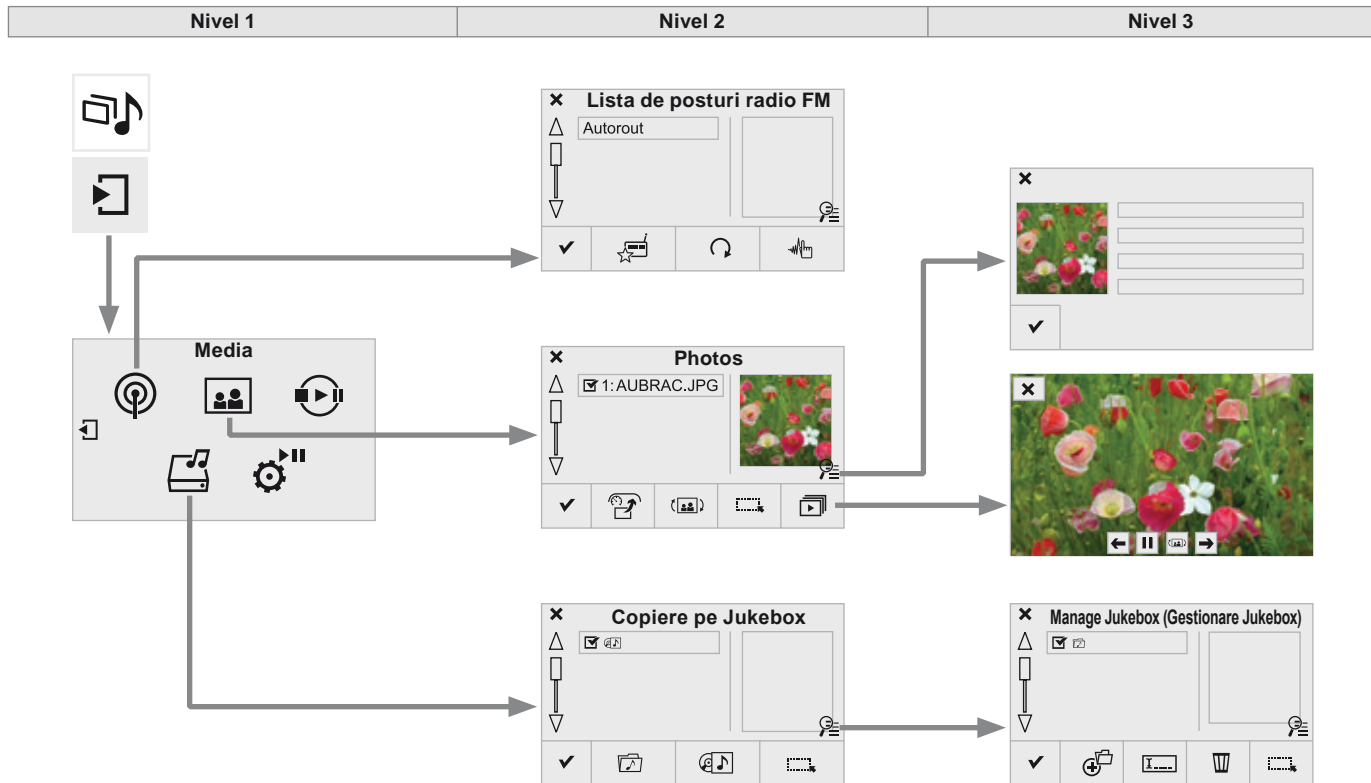 Nivel 1
Nivel 2
Nivel 3
Lista de posturi radio FM
Autorout
Media
Photos
1: AUBRAC.JPG
Copiere pe Jukebox
Manage Jukebox (Gestionare Jukebox)